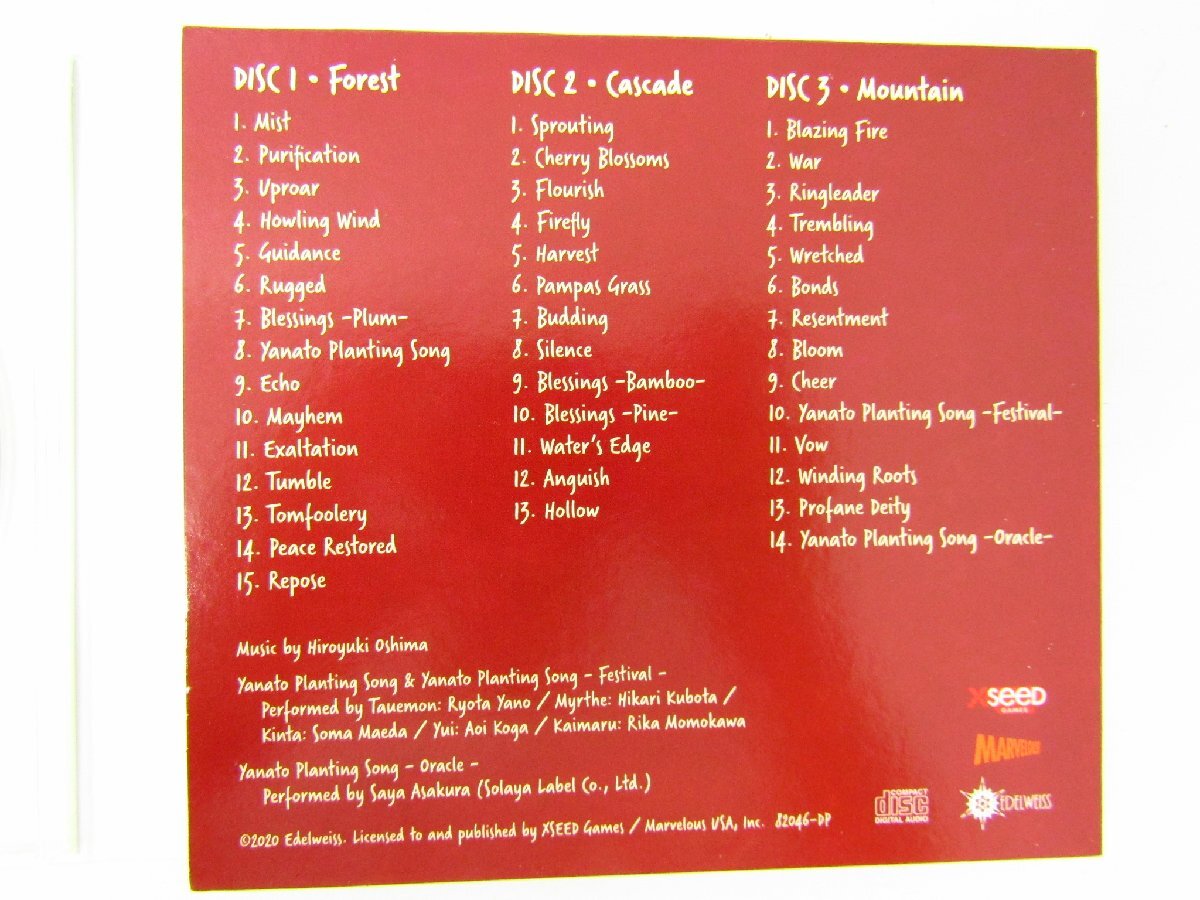 DISC 1 • Forest
1. Mist
2. Purification
3. Uproar
4. Howling Wind
5. Guidance
6. Rugged
7. Blessings -Plum-
8. Yanato Planting Song
9. Echo
10. Mayhem
11. Exaltation
12. Tumble
13. Tomfoolery
14. Peace Restored
15. Repose
DISC 2 • Cascade
1. Sprouting
2. Cherry Blossoms
3. Flourish
4. Firefly
5. Harvest
6. Pampas Grass
7. Budding
8. Silence
9. Blessings -Bamboo-
10. Blessings -Pine-
11. Water's Edge
12. Anguish
13. Hollow
DISC 3 • Mountain
1. Blazing Fire
2. War
3. Ringleader
4. Trembling
5. Wretched
6. Bonds
7. Resentment
8. Bloom
9. Cheer
10. Yanato Planting Song -Festival-
11. Vow
12. Winding Roots
13. Profane Deity
14. Yanato Planting Song -Oracle-
Music by Hiroyuki Oshima
Yanato Planting Song & Yanato Planting Song - Festival -
Performed by Tauemon: Ryota Yano / Myrthe: Hikari Kubota /
Kinta: Soma Maeda / Yui: Aoi Koga / Kaimaru: Rika Momokawa
Yanato Planting Song - Oracle -
Performed by Saya Asakura (Solaya Label Co., Ltd.)
©2020 Edelweiss. Licensed to and published by XSEED Games / Marvelous USA, Inc. 82046-DP
XSEED
GAMES
MARVELOUS
COMPACT
disc
DIGITAL AUDIO
EDELWEISS